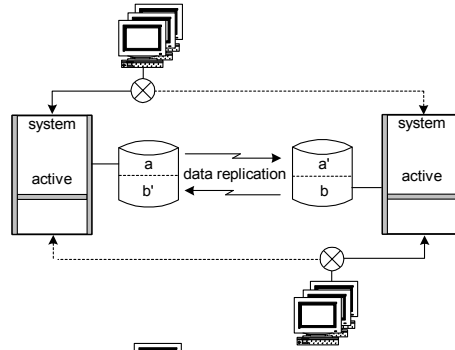 system
system
a
a'
active
data replication
active
b'
b